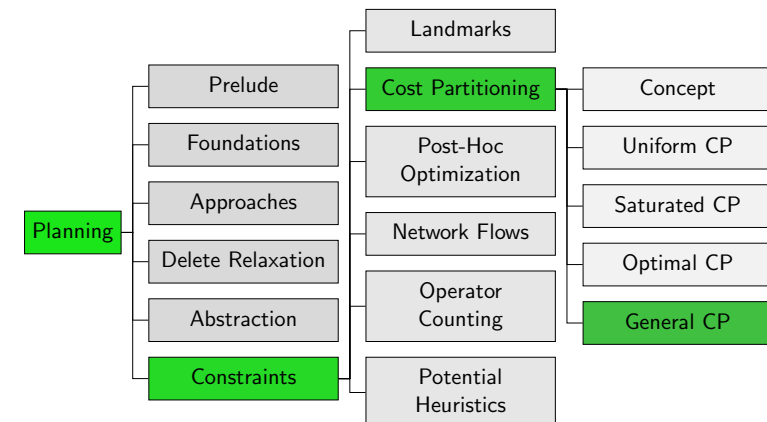 Planning
Prelude
Foundations
Approaches
Delete Relaxation
Abstraction
Constraints
Landmarks
Cost Partitioning
Post-Hoc
Optimization
Network Flows
Operator
Counting
Potential
Heuristics
Concept
Uniform CP
Saturated CP
Optimal CP
General CP